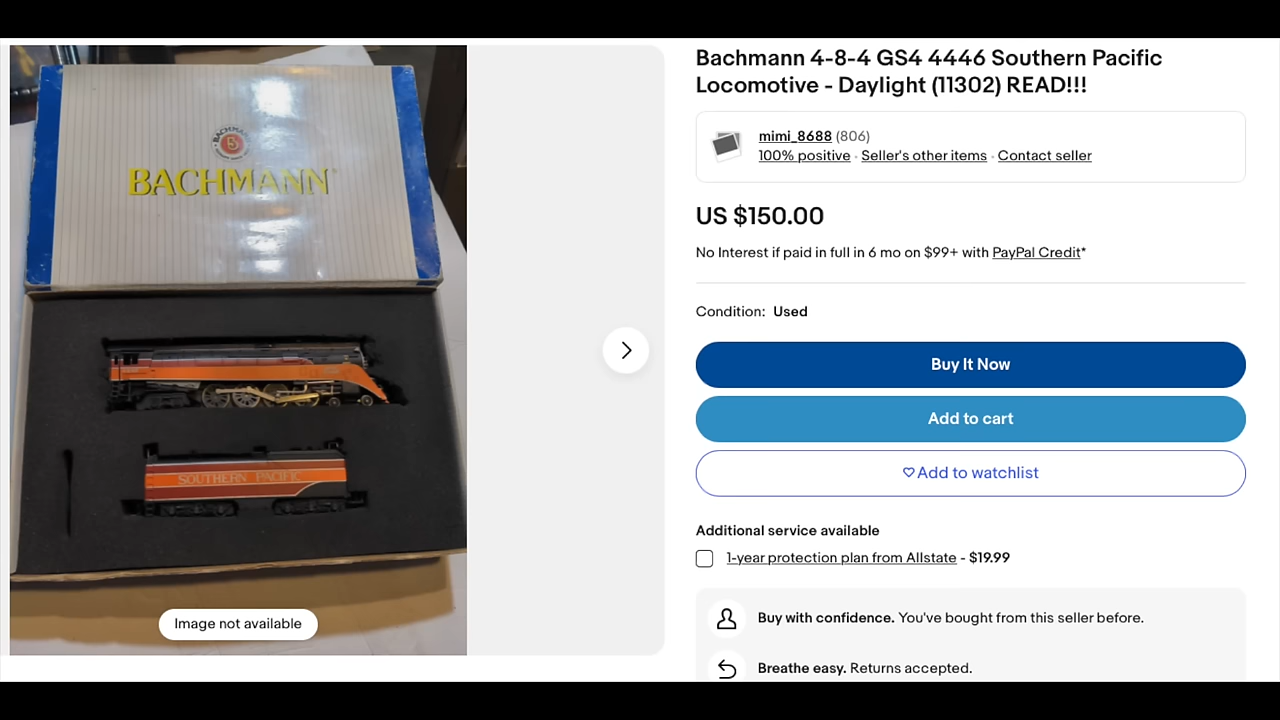 Bachmann 4-8-4 GS4 4446 Southern Pacific
Locomotive - Daylight (11302) READ!!!
mimi_8688 (806)
100% positive · Seller's other items · Contact seller
US $150.00
No Interest if paid in full in 6 mo on $99+ with PayPal Credit*
Condition: Used
Buy It Now
Add to cart
Add to watchlist
Additional service available
1-year protection plan from Allstate - $19.99
Buy with confidence. You've bought from this seller before.
Breathe easy. Returns accepted.
BACHMANN
B
BACHMANN
SOUTHERN PACIFIC
Image not available